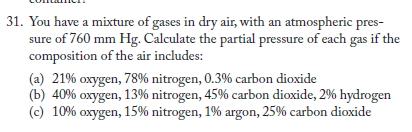 31. You have a mixture of gases in dry air, with an atmospheric pres-
sure of 760 mm Hg. Calculate the partial pressure of each gas if the
composition of the air includes:
(a) 21% oxygen, 78% nitrogen, 0.3% carbon dioxide
(b) 40% oxygen, 13% nitrogen, 45% carbon dioxide, 2% hydrogen
(c) 10% oxygen, 15% nitrogen, 1% argon, 25% carbon dioxide